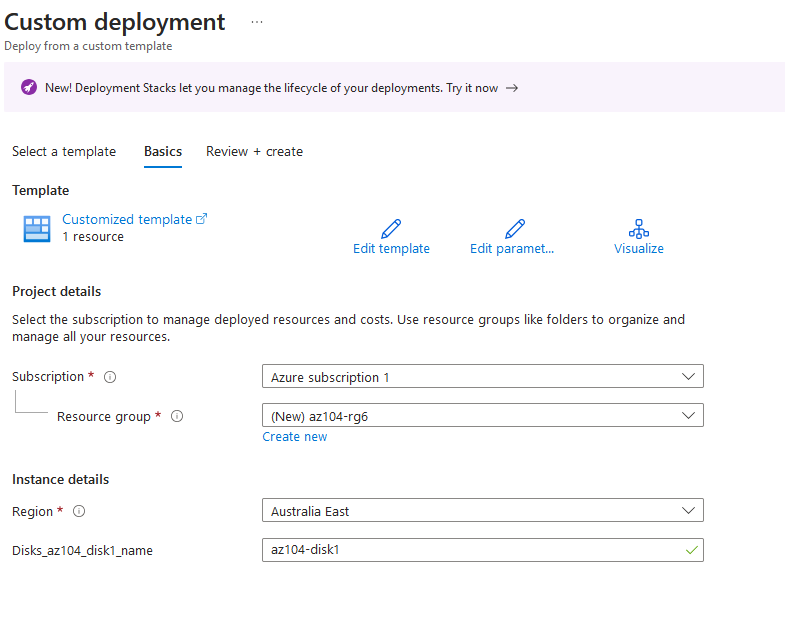 Custom deployment ...
Deploy from a custom template
New! Deployment Stacks let you manage the lifecycle of your deployments. Try it now →
Select a template Basics Review + create
Template
Customized template
1 resource
Edit template Edit paramet... Visualize
Project details
Select the subscription to manage deployed resources and costs. Use resource groups like folders to organize and
manage all your resources.
Subscription * Azure subscription 1
Resource group * (New) az104-rg6
Create new
Instance details
Region * Australia East
Disks_az104_disk1_name az104-disk1